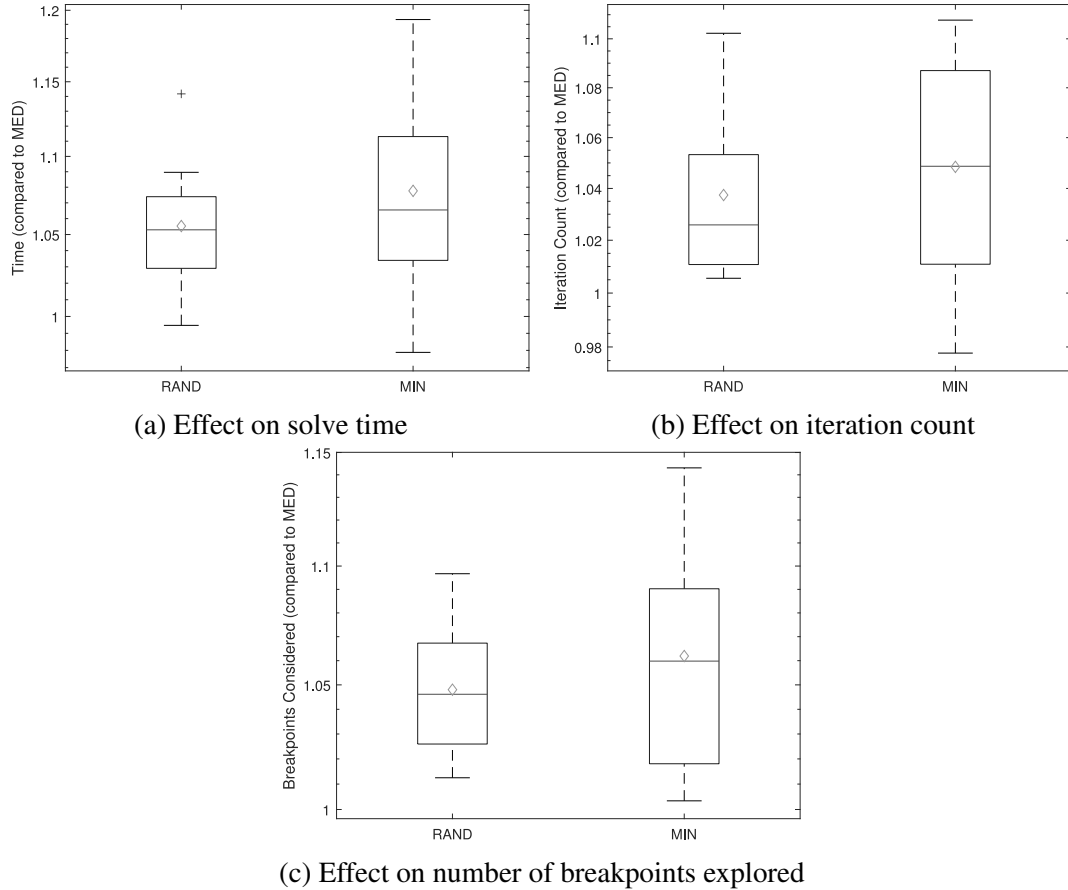 1.2
1.15
1.1
1.05
1
Time (compared to MED)
RAND
MIN
(a) Effect on solve time
1.1
1.08
1.06
1.04
1.02
1
0.98
Iteration Count (compared to MED)
RAND
MIN
(b) Effect on iteration count
1.15
1.1
1.05
1
Breakpoints Considered (compared to MED)
RAND
MIN
(c) Effect on number of breakpoints explored